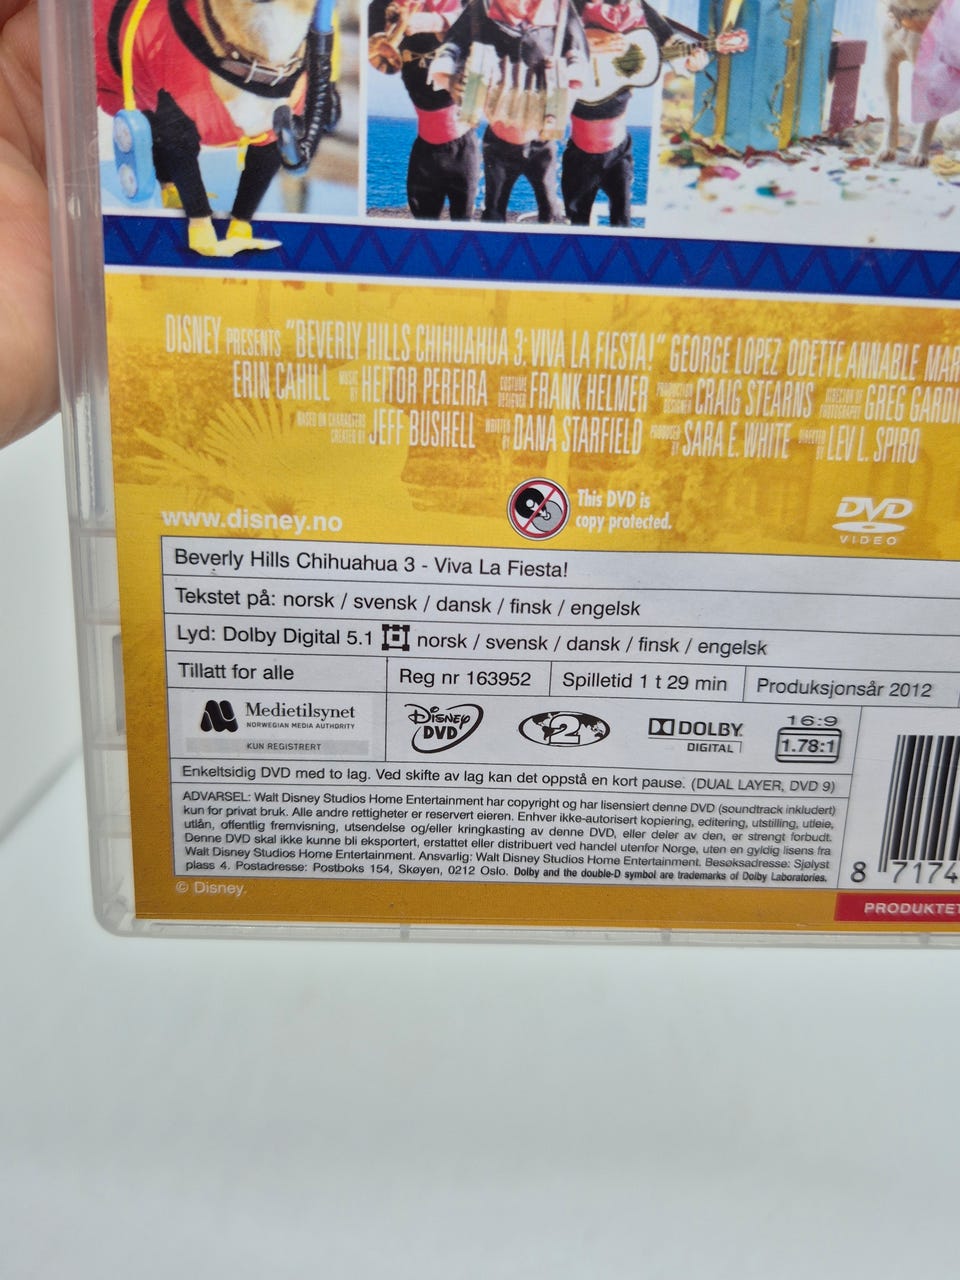 DISNEY PRESENTS "BEVERLY HILLS CHIHUAHUA 3: VIVA LA FIESTA!" GEORGE LOPEZ ODETTE ANNABLE MAR
ERIN CAHILL MUSIC BY HEITOR PEREIRA COSTUME DESIGNER FRANK HELMER PRODUCTION DESIGNER CRAIG STEARNS DIRECTOR OF PHOTOGRAPHY GREG GARD
BASED ON CHARACTERS CREATED BY JEFF BUSHELL WRITTEN BY DANA STARFIELD PRODUCED BY SARA E. WHITE DIRECTED BY LEV L. SPIRO
www.disney.no
This DVD is
copy protected.
DVD
VIDEO
Beverly Hills Chihuahua 3 - Viva La Fiesta!
Tekstet på: norsk / svensk / dansk / finsk / engelsk
Lyd: Dolby Digital 5.1 norsk / svensk / dansk / finsk / engelsk
Tillatt for alle
Reg nr 163952
Spilletid 1 t 29 min
Produksjonsår 2012
Medietilsynet
NORWEGIAN MEDIA AUTHORITY
KUN REGISTRERT
Disney
DVD
2
DOLBY
DIGITAL
16:9
1.78:1
Enkeltsidig DVD med to lag. Ved skifte av lag kan det oppstå en kort pause. (DUAL LAYER, DVD 9)
ADVARSEL: Walt Disney Studios Home Entertainment har copyright og har lisensiert denne DVD (soundtrack inkludert)
kun for privat bruk. Alle andre rettigheter er reservert eieren. Enhver ikke-autorisert kopiering, editering, utstilling, utleie,
utlån, offentlig fremvisning, utsendelse og/eller kringkasting av denne DVD, eller deler av den, er strengt forbudt.
Denne DVD skal ikke kunne bli eksportert, erstattet eller distribuert ved handel utenfor Norge, uten en gyldig lisens fra
Walt Disney Studios Home Entertainment. Ansvarlig: Walt Disney Studios Home Entertainment. Besøksadresse: Sjølyst
plass 4. Postadresse: Postboks 154, Skøyen, 0212 Oslo. Dolby and the double-D symbol are trademarks of Dolby Laboratories.
8 7174
© Disney.
PRODUKTET